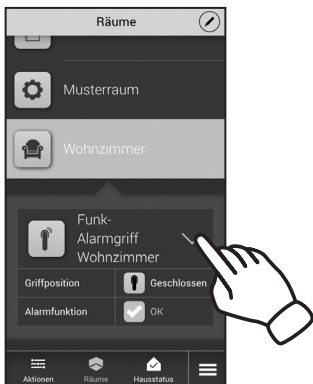 Räume
Musterraum
Wohnzimmer
Funk-
Alarmgriff
Wohnzimmer
Griffposition Geschlossen
Alarmfunktion OK
Aktionen Räume Hausstatus